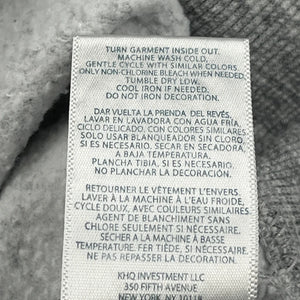 TURN GARMENT INSIDE OUT.
MACHINE WASH COLD,
GENTLE CYCLE WITH SIMILAR COLORS.
ONLY NON-CHLORINE BLEACH WHEN NEEDED.
TUMBLE DRY LOW.
COOL IRON IF NEEDED.
DO NOT IRON DECORATION.
DAR VUELTA LA PRENDA DEL REVÉS,
LAVAR EN LAVADORA CON AGUA FRÍA,
CICLO DELICADO, CON COLORES SIMILARES
SOLO USAR BLANQUEADOR SIN CLORO,
SI ES NECESARIO. SECAR EN SECADORA,
A BAJA TEMPERATURA,
PLANCHA TIBIA, SI ES NECESARIO.
NO PLANCHAR LA DECORACIÓN.
RETOURNER LE VÊTEMENT À L'ENVERS.
LAVER À LA MACHINE À L'EAU FROIDE,
CYCLE DOUX, AVEC COULEURS SIMILAIRES.
AGENT DE BLANCHIMENT SANS
CHLORE SEULEMENT SI NÉCESSAIRE.
SÉCHER A LA MACHINE À BASSE
TEMPÉRATURE. FER TIÈDE, SI NÉCESSAIRE.
NE PAS REPASSER LA DÉCORATION.
KHQ INVESTMENT LLC
350 FIFTH AVENUE
NEW YORK, NY 10118